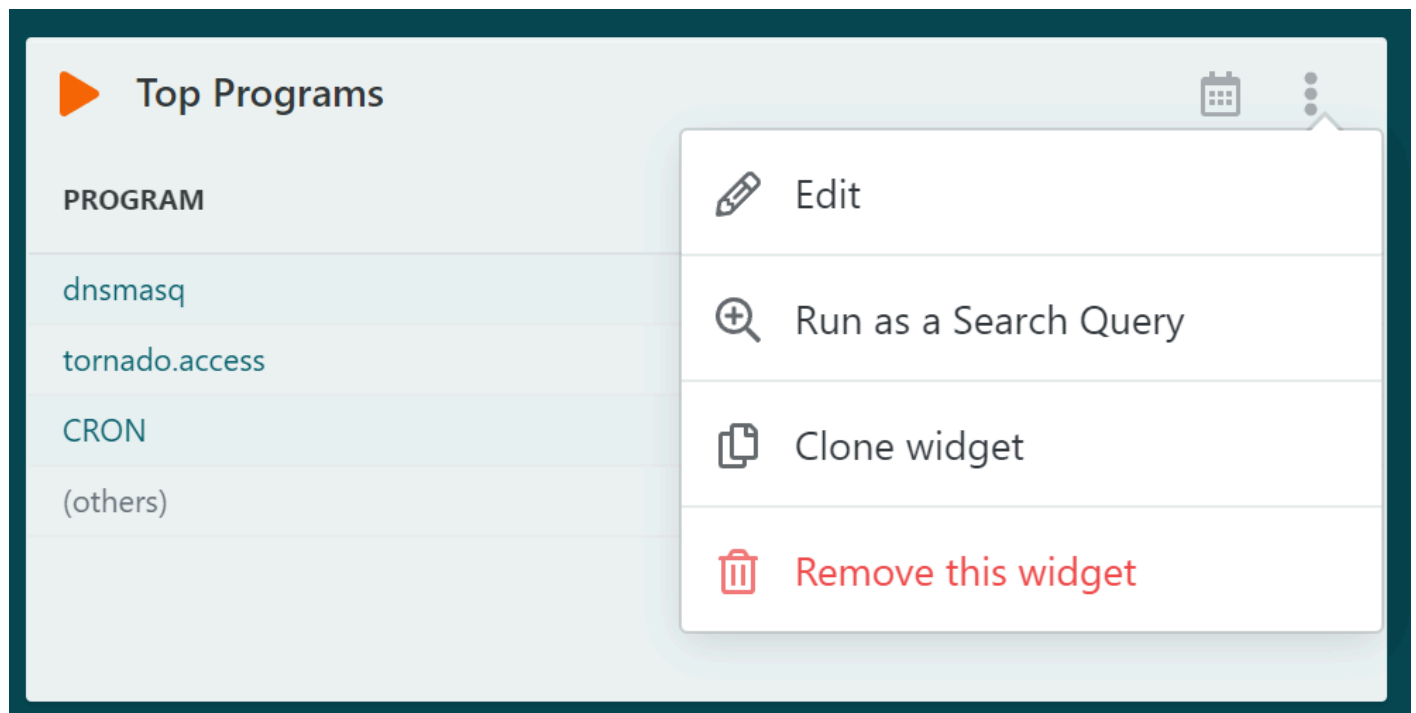 Top Programs
PROGRAM
dnsmasq
tornado.access
CRON
(others)
Edit
Run as a Search Query
Clone widget
Remove this widget